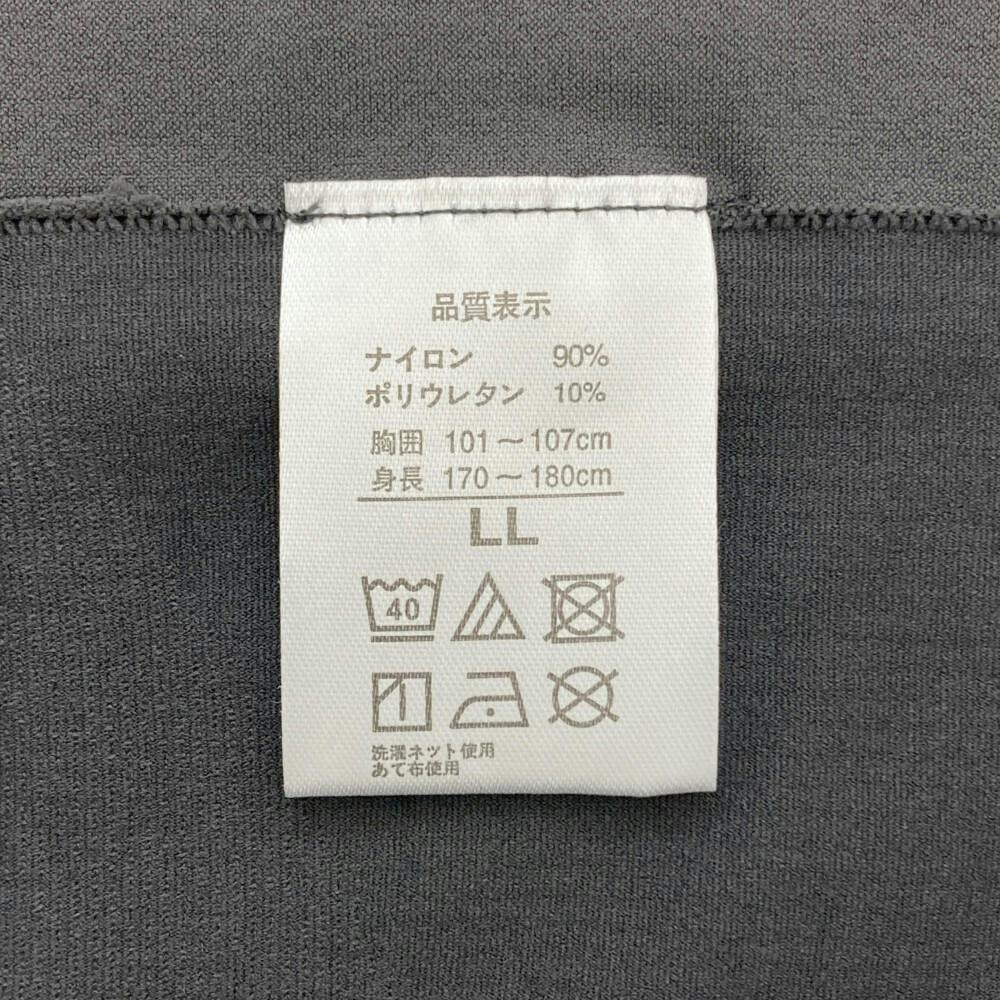 品質表示
ナイロン 90%
ポリウレタン 10%
胸囲 101～107cm
身長 170～180cm
LL
40
洗濯ネット使用
あて布使用